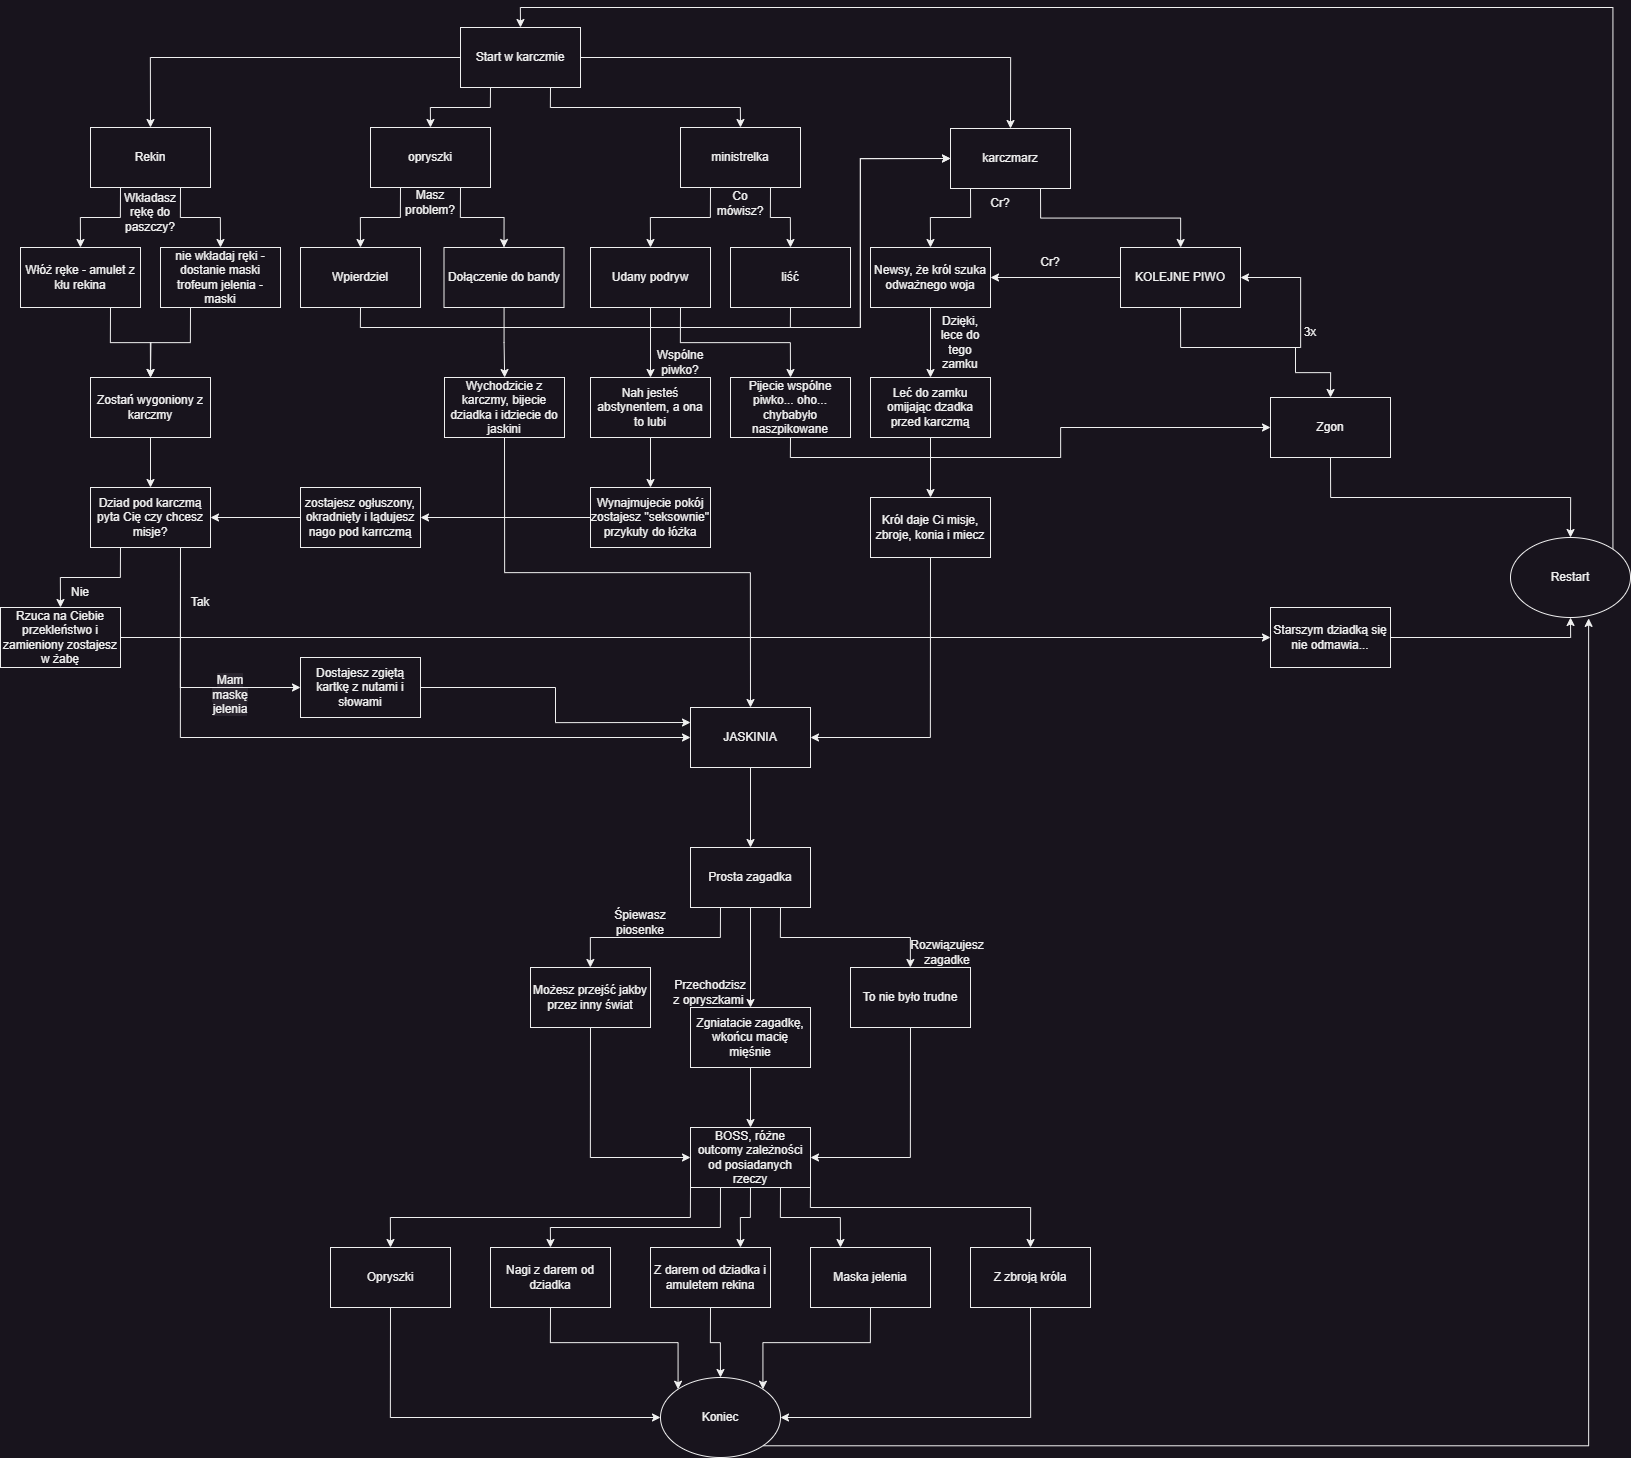 Start w karczmie
Rekin
opryszki
ministrelka
karczmarz
Wkładasz
rękę do
paszczy?
Masz
problem?
Co
mówisz?
Cr?
Włóż ręke - amulet z
kłu rekina
nie wkładaj ręki -
dostanie maski
trofeum jelenia -
maski
Wpierdziel
Dołączenie do bandy
Udany podryw
liść
Newsy, że król szuka
odważnego woja
Cr?
KOLEJNE PIWO
3x
Wspólne
piwko?
Dzięki,
lece do
tego
zamku
Zostań wygoniony z
karczmy
Wychodzicie z
karczmy, bijecie
dziadka i idziecie do
jaskini
Nah jesteś
abstynentem, a ona
to lubi
Pijecie wspólne
piwko... oho...
chybabyło
naszpikowane
Leć do zamku
omijając dzadka
przed karczmą
Zgon
Dziad pod karczmą
pyta Cię czy chcesz
misje?
zostajesz ogłuszony,
okradnięty i lądujesz
nago pod karrczmą
Wynajmujecie pokój
zostajesz "seksownie"
przykuty do łóżka
Król daje Ci misje,
zbroje, konia i miecz
Restart
Nie
Tak
Rzuca na Ciebie
przekleństwo i
zamieniony zostajesz
w żabę
Starszym dziadką się
nie odmawia...
Mam
maskę
jelenia
Dostajesz zgiętą
kartkę z nutami i
słowami
JASKINIA
Prosta zagadka
Śpiewasz
piosenke
Przechodzisz
z opryszkami
Rozwiązujesz
zagadke
Możesz przejść jakby
przez inny świat
Zgniatacie zagadkę,
wkońcu macię
mięśnie
To nie było trudne
BOSS, różne
outcomy zależności
od posiadanych
rzeczy
Opryszki
Nagi z darem od
dziadka
Z darem od dziadka i
amuletem rekina
Maska jelenia
Z zbroją króla
Koniec